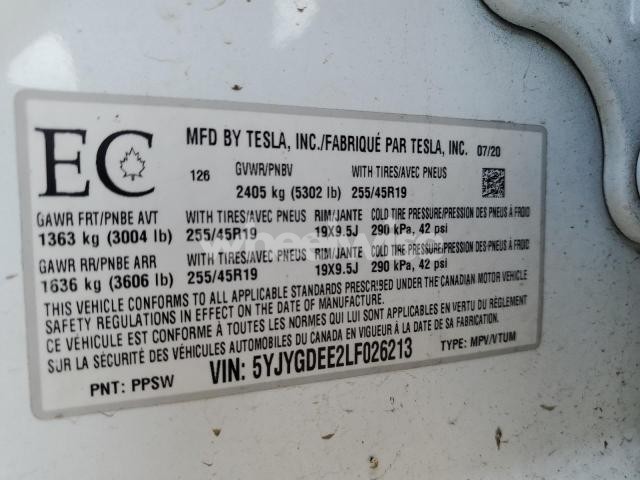 EC
MFD BY TESLA, INC./FABRIQUÉ PAR TESLA, INC. 07/20
126 GVWR/PNBV WITH TIRES/AVEC PNEUS
2405 kg (5302 lb) 255/45R19
GAWR FRT/PNBE AVT WITH TIRES/AVEC PNEUS RIM/JANTE COLD TIRE PRESSURE/PRESSION DES PNEUS À FROID
1363 kg (3004 lb) 255/45R19 19X9.5J 290 kPa, 42 psi
GAWR RR/PNBE ARR WITH TIRES/AVEC PNEUS RIM/JANTE COLD TIRE PRESSURE/PRESSION DES PNEUS À FROID
1636 kg (3606 lb) 255/45R19 19X9.5J 290 kPa, 42 psi
THIS VEHICLE CONFORMS TO ALL APPLICABLE STANDARDS PRESCRIBED UNDER THE CANADIAN MOTOR VEHICLE
SAFETY REGULATIONS IN EFFECT ON THE DATE OF MANUFACTURE.
CE VÉHICULE EST CONFORME À TOUTES LES NORMES QUI LUI SONT APPLICABLES EN VERTU DU RÈGLEMENT
SUR LA SÉCURITÉ DES VÉHICULES AUTOMOBILES DU CANADA EN VIGUEUR À LA DATE DE SA FABRICATION.
PNT: PPSW VIN: 5YJYGDEE2LF026213 TYPE: MPV/VTUM